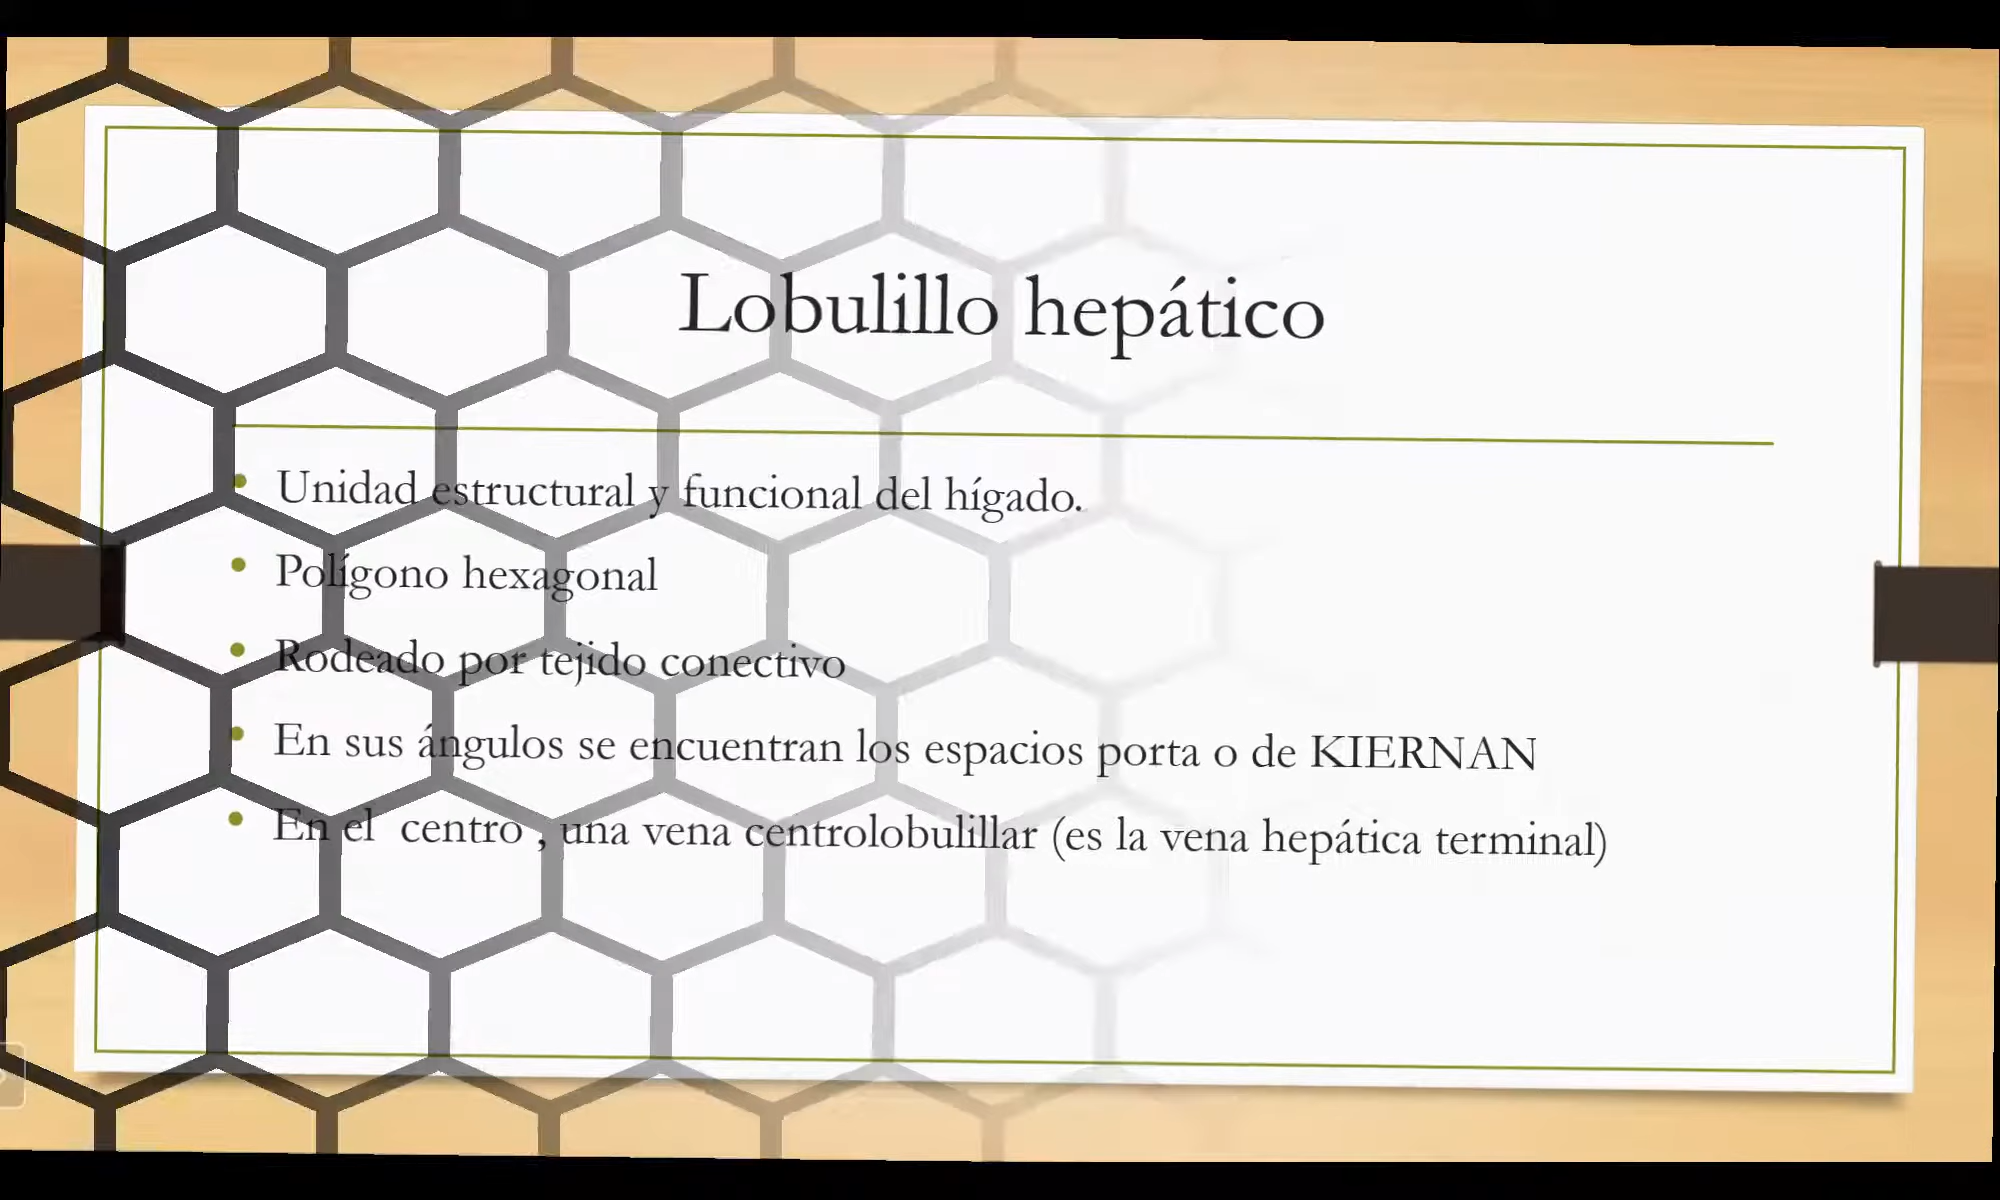 Lobulillo hepático
• Unidad estructural y funcional del hígado.
• Polígono hexagonal
• Rodeado por tejido conectivo
• En sus ángulos se encuentran los espacios porta o de KIERNAN
• En el  centro , una vena centrolobulillar (es la vena hepática terminal)